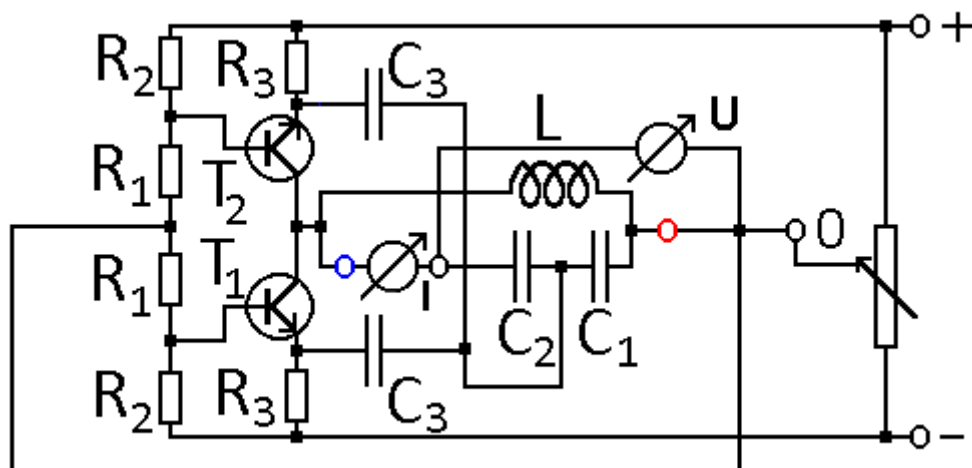 R2 R3 C3 L U +
R1 T2 0
R1 T1 I C2 C1
R2 R3 C3 -